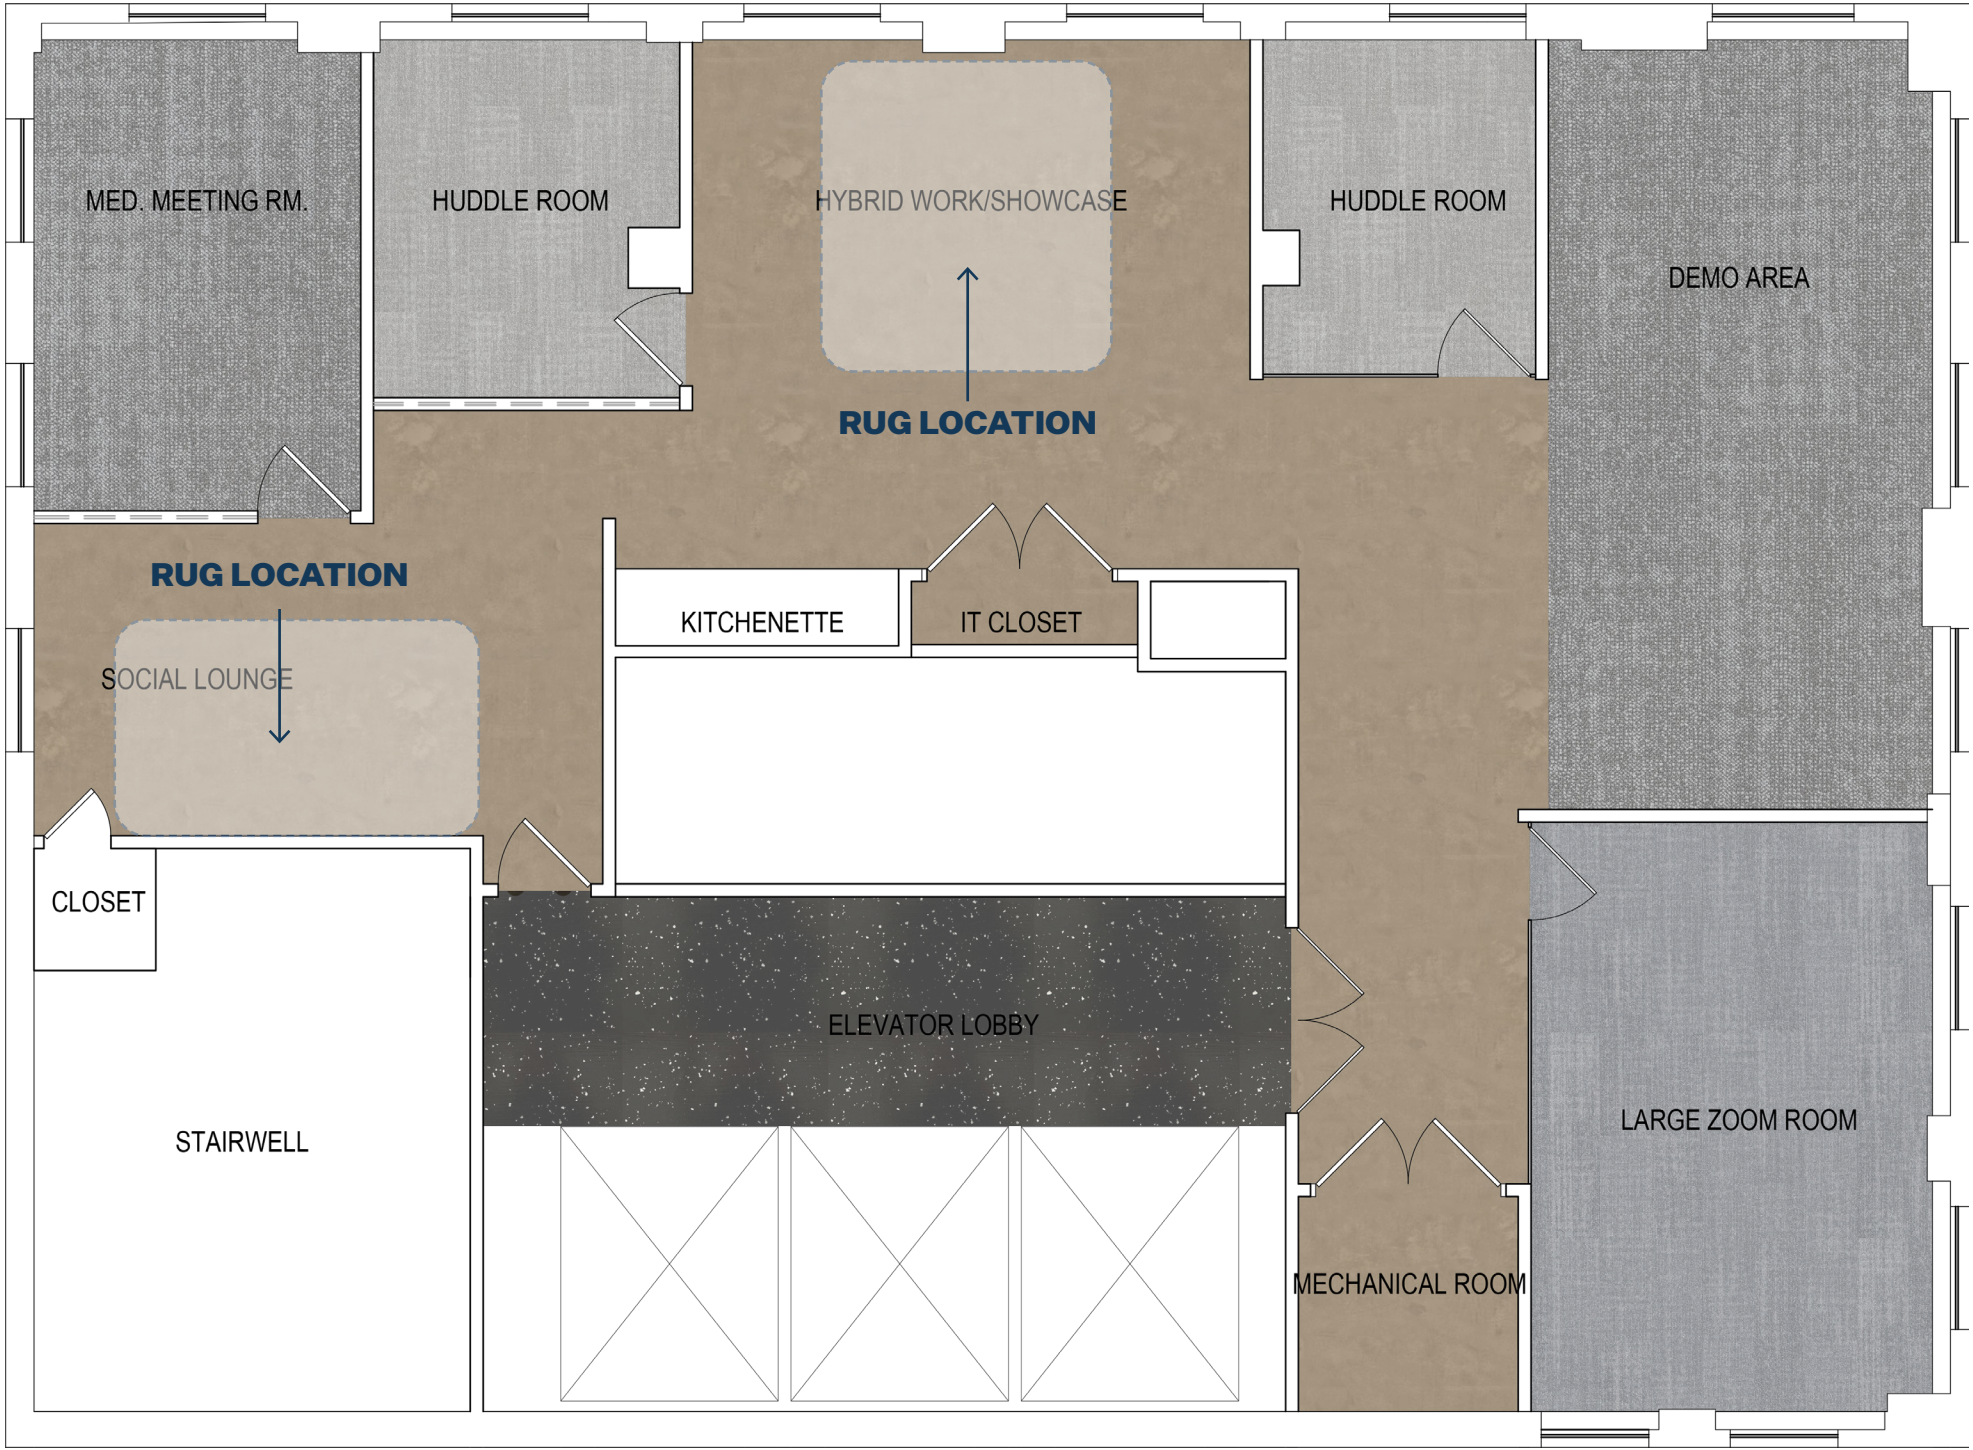 MED. MEETING RM.
HUDDLE ROOM
HYBRID WORK/SHOWCASE
HUDDLE ROOM
DEMO AREA
RUG LOCATION
RUG LOCATION
KITCHENETTE
IT CLOSET
SOCIAL LOUNGE
CLOSET
ELEVATOR LOBBY
STAIRWELL
LARGE ZOOM ROOM
MECHANICAL ROOM